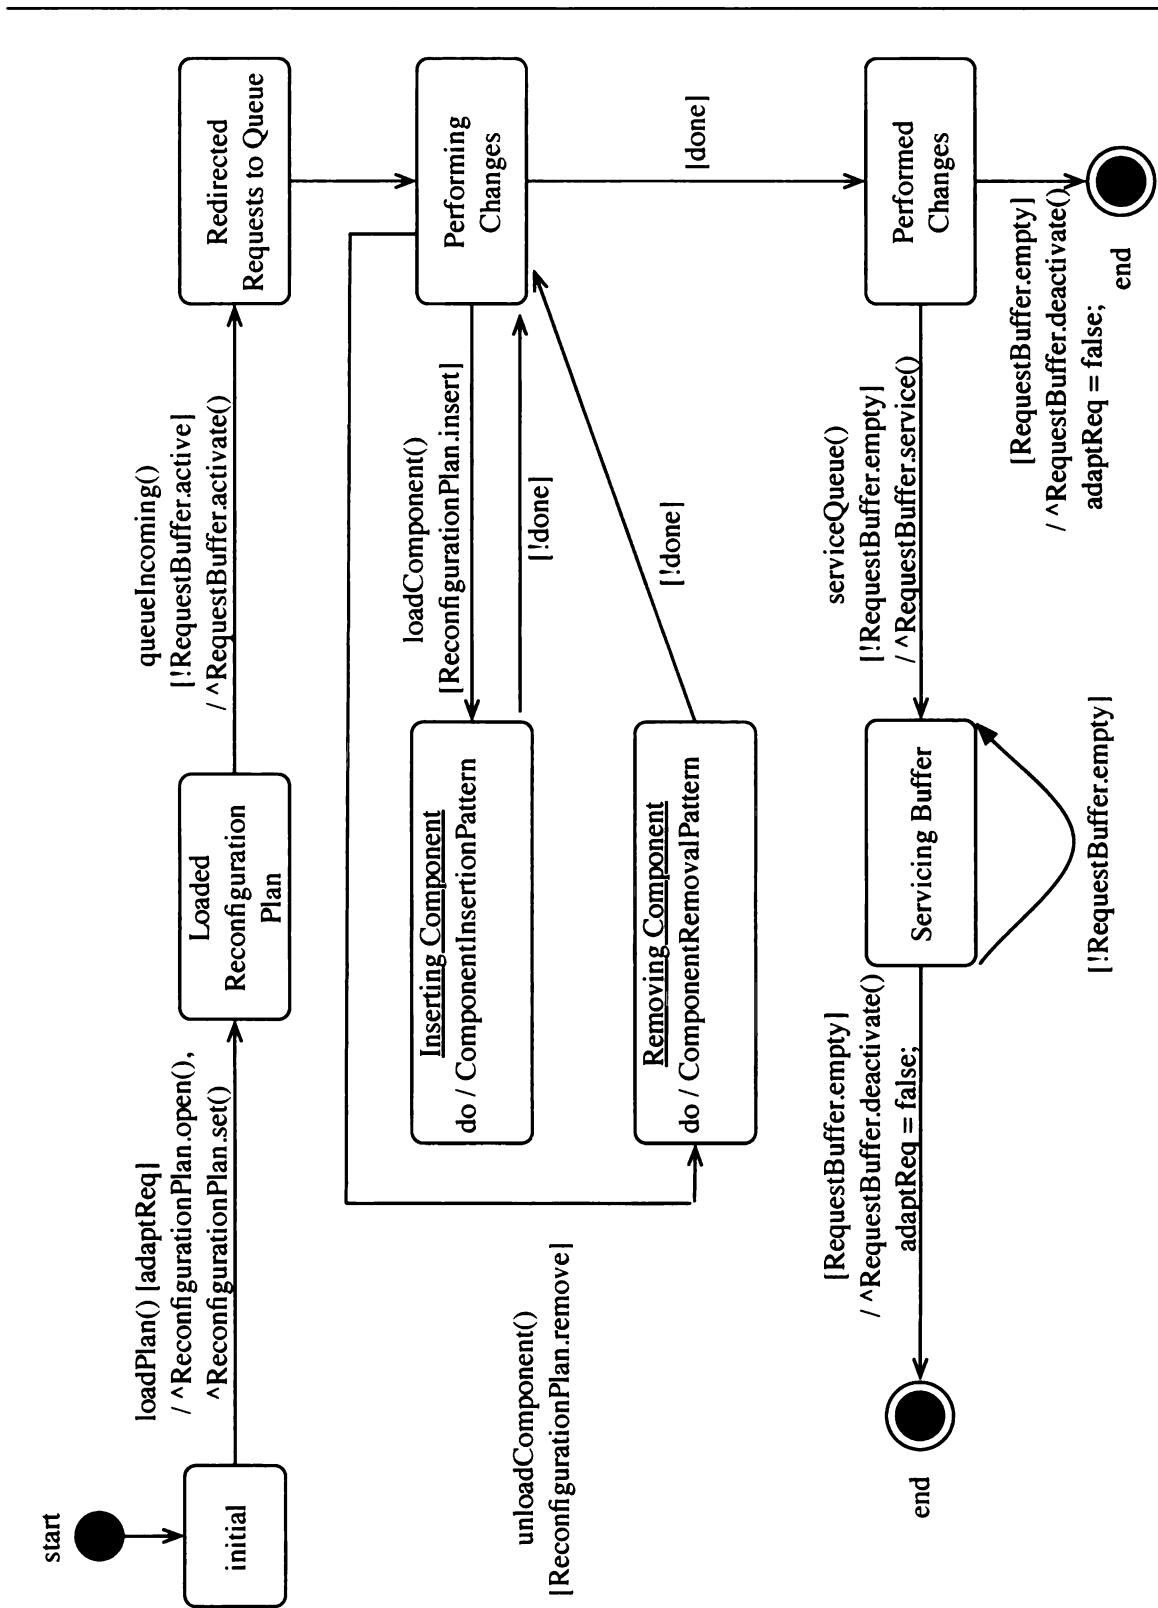 start
initial
loadPlan() [adaptReq]
/ ^ReconfigurationPlan.open(),
^ReconfigurationPlan.set()
Loaded
Reconfiguration
Plan
queueIncoming()
[!RequestBuffer.active]
/ ^RequestBuffer.activate()
Redirected
Requests to Queue
unloadComponent()
[ReconfigurationPlan.remove]
Inserting Component
do / ComponentInsertionPattern
loadComponent()
[ReconfigurationPlan.insert]
[!done]
Performing
Changes
Removing Component
do / ComponentRemovalPattern
[!done]
[done]
end
[RequestBuffer.empty]
/ ^RequestBuffer.deactivate()
adaptReq = false;
Servicing Buffer
[!RequestBuffer.empty]
serviceQueue()
[!RequestBuffer.empty]
/ ^RequestBuffer.service()
Performed
Changes
[RequestBuffer.empty]
/ ^RequestBuffer.deactivate()
adaptReq = false;
end